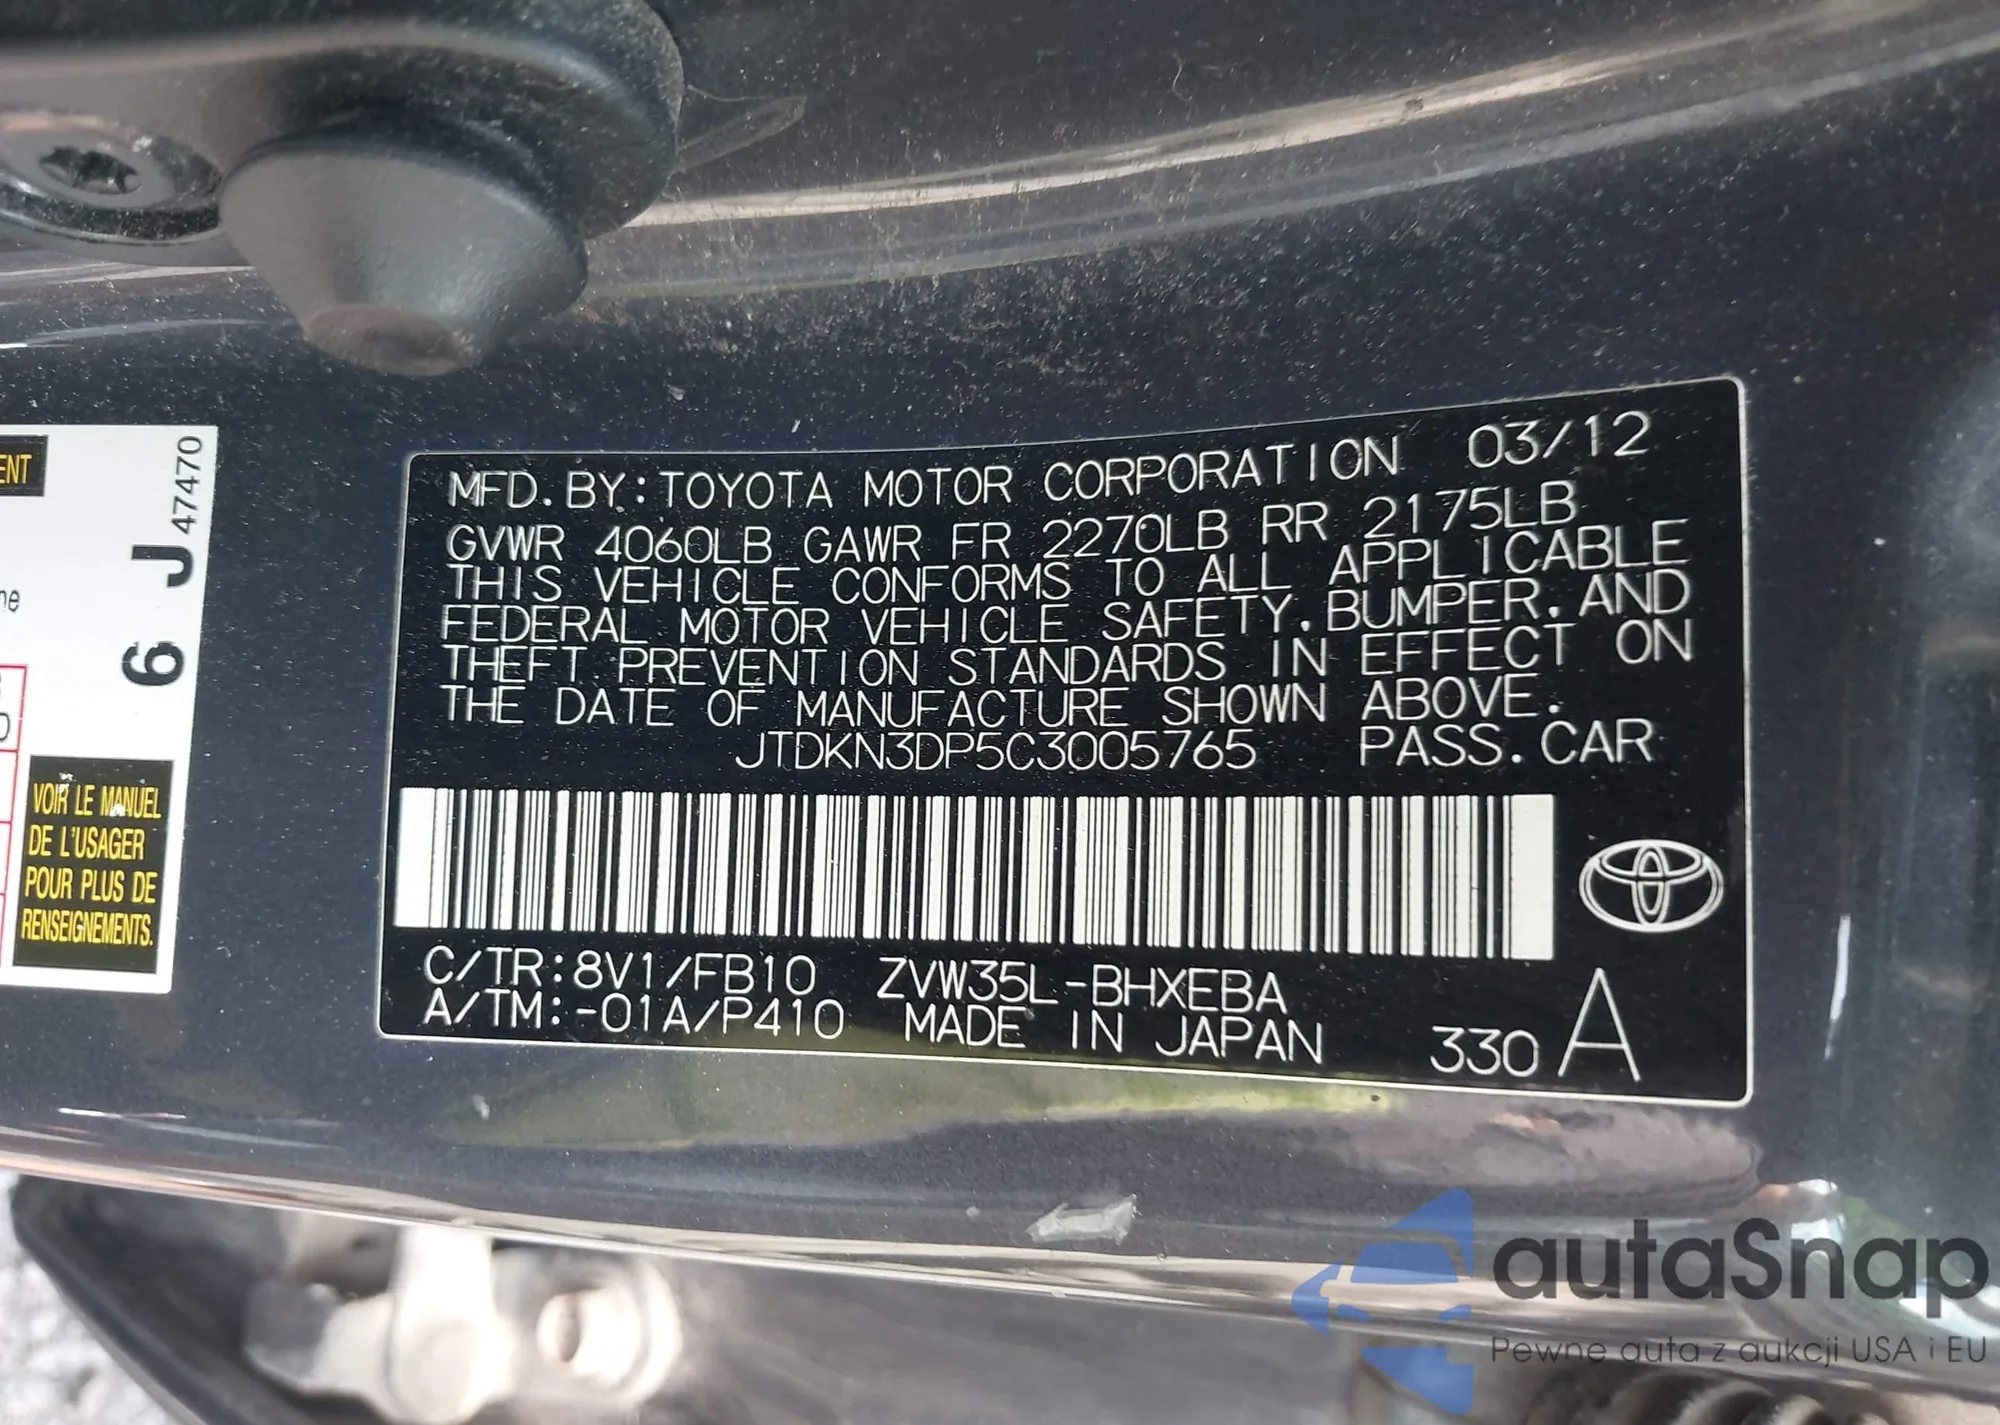 MFD. BY: TOYOTA MOTOR CORPORATION 03/12
GVWR 4060LB GAWR FR 2270LB RR 2175LB
THIS VEHICLE CONFORMS TO ALL APPLICABLE
FEDERAL MOTOR VEHICLE SAFETY, BUMPER, AND
THEFT PREVENTION STANDARDS IN EFFECT ON
THE DATE OF MANUFACTURE SHOWN ABOVE.
JTDKN3DP5C3005765 PASS. CAR
C/TR: 8V1/FB10 ZVW35L-BHXEBA
A/TM: -01A/P410 MADE IN JAPAN 330 A
6 J 47470
VOIR LE MANUEL
DE L'USAGER
POUR PLUS DE
RENSEIGNEMENTS.
autaSnap
Pewne auta z aukcji USA i EU